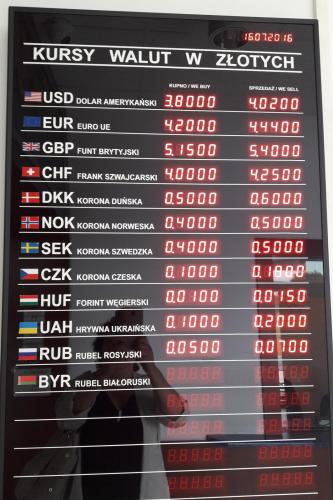 16.07.2016
KURSY WALUT W ZŁOTYCH
KUPNO / WE BUY SPRZEDAŻ / WE SELL
USD DOLAR AMERYKAŃSKI 3.8000 4.0200
EUR EURO UE 4.2000 4.4400
GBP FUNT BRYTYJSKI 5.1500 5.4000
CHF FRANK SZWAJCARSKI 4.0000 4.2500
DKK KORONA DUŃSKA 0.5000 0.6000
NOK KORONA NORWESKA 0.4000 0.5000
SEK KORONA SZWEDZKA 0.4000 0.5000
CZK KORONA CZESKA 0.1000 0.1800
HUF FORINT WĘGIERSKI 0.0100 0.0150
UAH HRYWNA UKRAIŃSKA 0.1000 0.2000
RUB RUBEL ROSYJSKI 0.0500 0.0700
BYR RUBEL BIAŁORUSKI